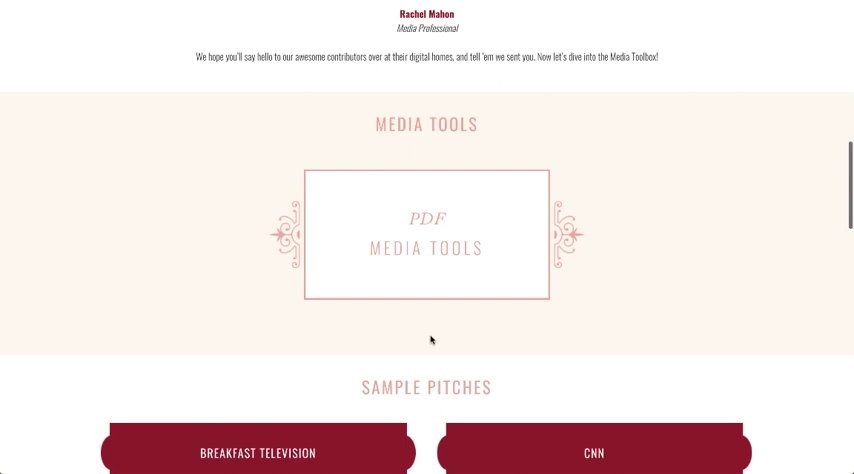 Rachel Mahon
Media Professional
We hope you'll say hello to our awesome contributors over at their digital homes, and tell 'em we sent you. Now let's dive into the Media Toolbox!
MEDIA TOOLS
PDF
MEDIA TOOLS
SAMPLE PITCHES
BREAKFAST TELEVISION
CNN